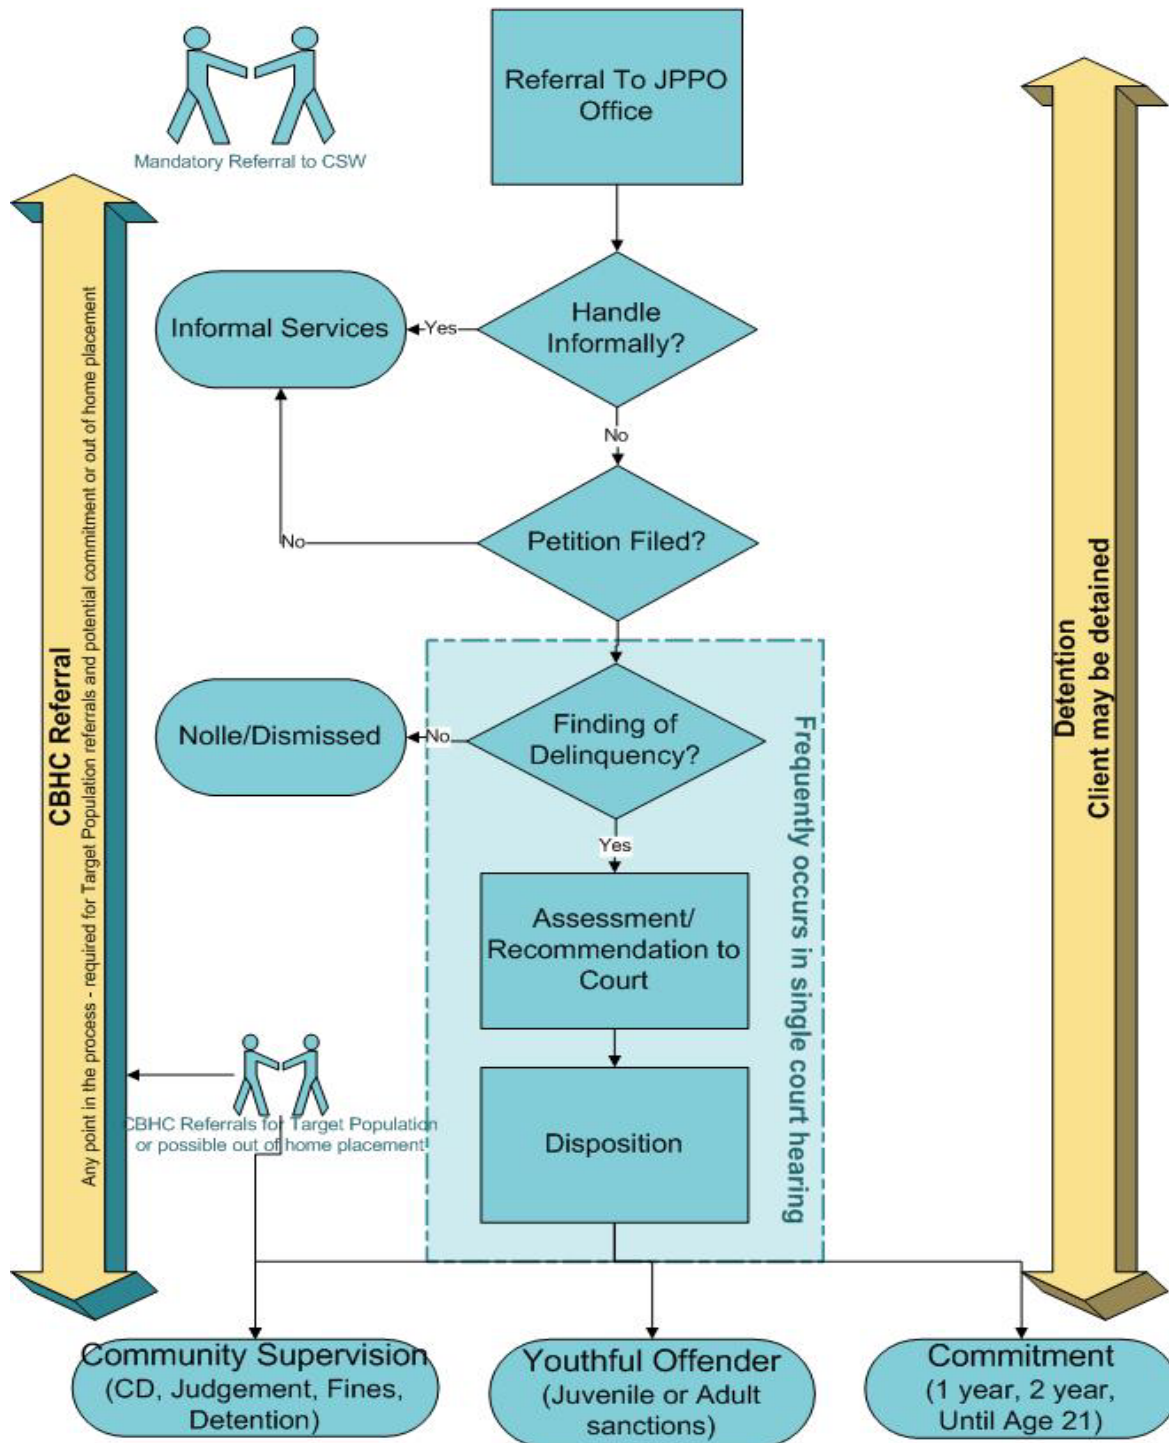 Referral To JPPO
Office
Mandatory Referral to CSW
Handle
Informally?
Yes
Informal Services
No
Petition Filed?
No
Finding of
Delinquency?
No
Nolle/Dismissed
Yes
Assessment/
Recommendation to
Court
Disposition
Frequently occurs in single court hearing
CBHC Referral
Any point in the process - required for Target Population referrals and potential commitment or out of home placement
Detention
Client may be detained
CBHC Referrals for Target Population
or possible out of home placement
Community Supervision
(CD, Judgement, Fines,
Detention)
Youthful Offender
(Juvenile or Adult
sanctions)
Commitment
(1 year, 2 year,
Until Age 21)